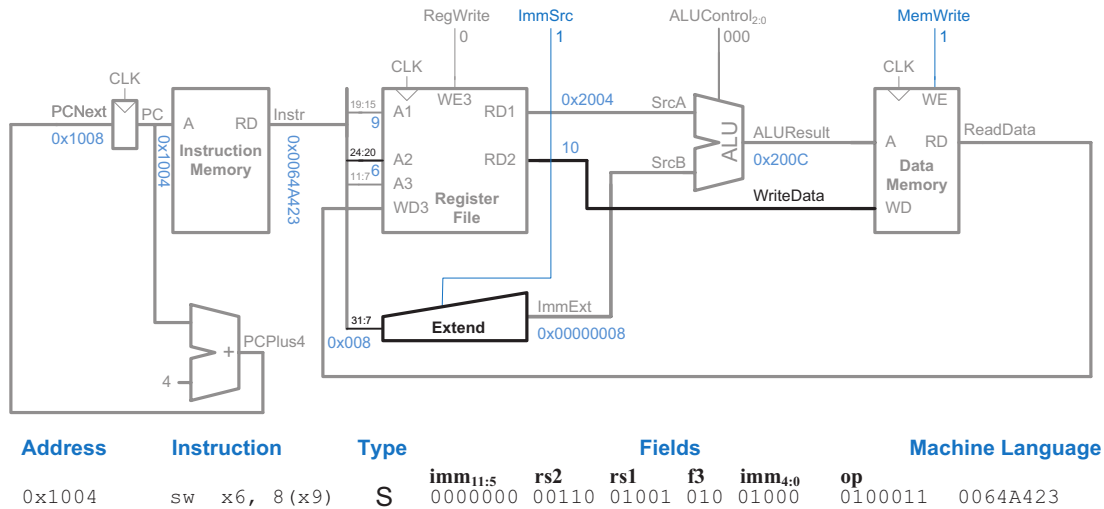 RegWrite ImmSrc ALUControl2:0 MemWrite
0 1 000 1
CLK CLK CLK
PCNext PC Instr 19:15 A1 WE3 RD1 0x2004 SrcA ALUResult WE ReadData
0x1008 0x1004 A RD 9 0x200C A RD
Instruction Memory 0x0064A423 24:20 A2 RD2 10 SrcB ALU Data Memory
6
11:7 A3
WD3 Register File WriteData WD
31:7 Extend ImmExt
0x008 0x00000008
PCPlus4
+
4
Address Instruction Type Fields Machine Language
imm11:5 rs2 rs1 f3 imm4:0 op
0x1004 sw x6, 8(x9) S 0000000 00110 01001 010 01000 0100011 0064A423